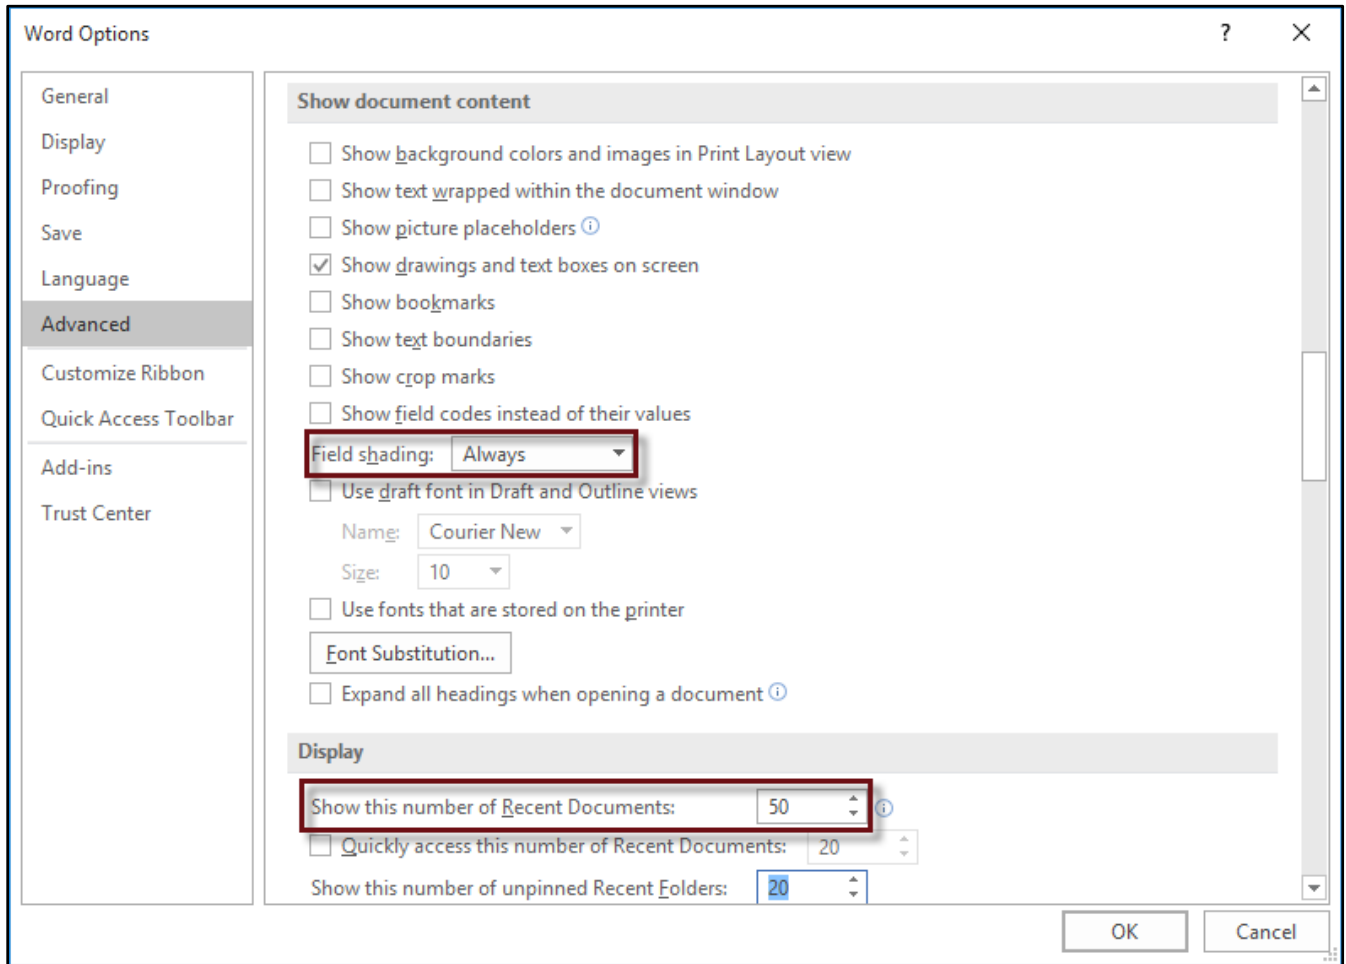 Word Options
?
General
Display
Proofing
Save
Language
Advanced
Customize Ribbon
Quick Access Toolbar
Add-ins
Trust Center
Show document content
Show background colors and images in Print Layout view
Show text wrapped within the document window
Show picture placeholders
Show drawings and text boxes on screen
Show bookmarks
Show text boundaries
Show crop marks
Show field codes instead of their values
Field shading: Always
Use draft font in Draft and Outline views
Name: Courier New
Size: 10
Use fonts that are stored on the printer
Font Substitution...
Expand all headings when opening a document
Display
Show this number of Recent Documents: 50
Quickly access this number of Recent Documents: 20
Show this number of unpinned Recent Folders: 20
OK Cancel